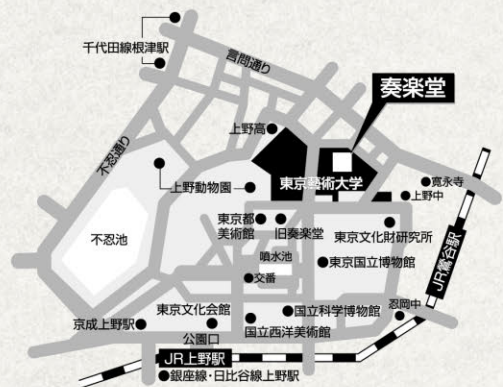 千代田線根津駅
言問通り
奏楽堂
不忍通り
上野高
上野動物園
東京藝術大学
寛永寺
上野中
不忍池
東京都
美術館
旧奏楽堂
東京文化財研究所
噴水池
東京国立博物館
JR鶯谷駅
交番
東京文化会館
国立科学博物館
忍岡中
京成上野駅
公園口
国立西洋美術館
JR上野駅
銀座線・日比谷線上野駅